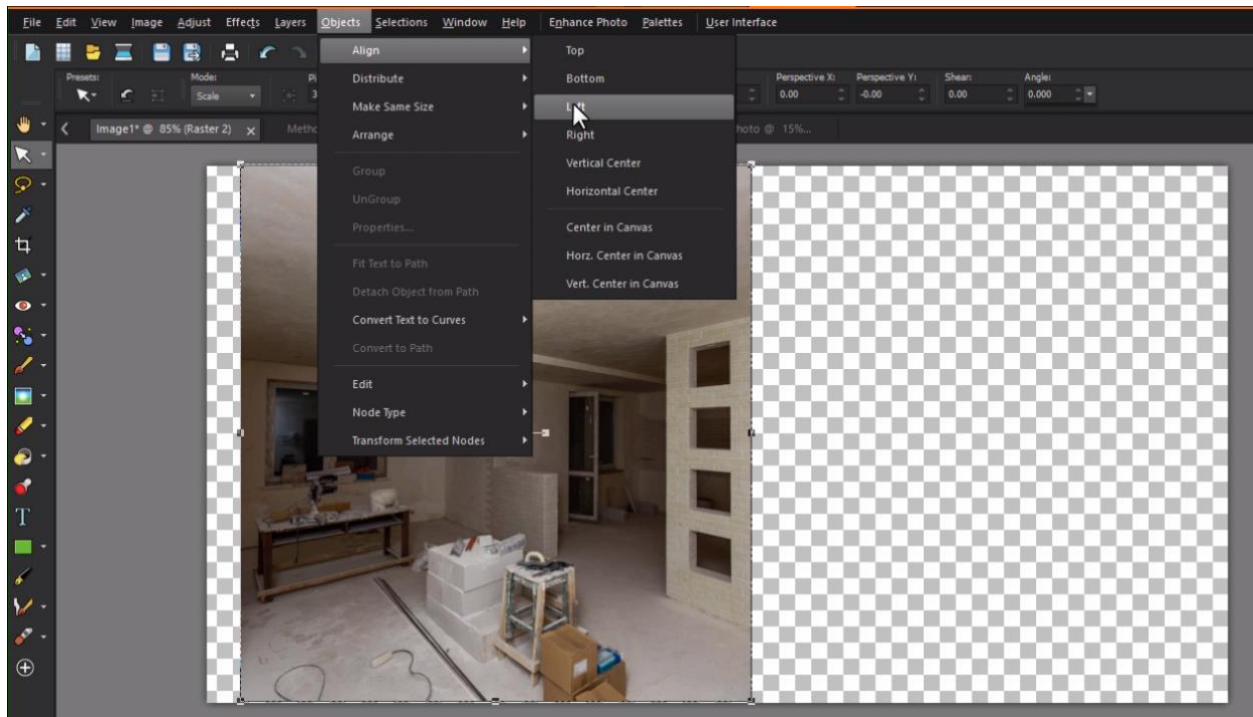 File Edit View Image Adjust Effects Layers Objects Selections Window Help Enhance Photo Palettes User Interface
Presets: Mode: Perspective X: Perspective Y: Shear: Angle:
Scale 0.00 -0.00 0.00 0.000
Image1* @ 85% (Raster 2) 15%...
Align
Distribute
Make Same Size
Arrange
Group
UnGroup
Properties...
Fit Text to Path
Detach Object from Path
Convert Text to Curves
Convert to Path
Edit
Node Type
Transform Selected Nodes
Top
Bottom
Left
Right
Vertical Center
Horizontal Center
Center in Canvas
Horz. Center in Canvas
Vert. Center in Canvas